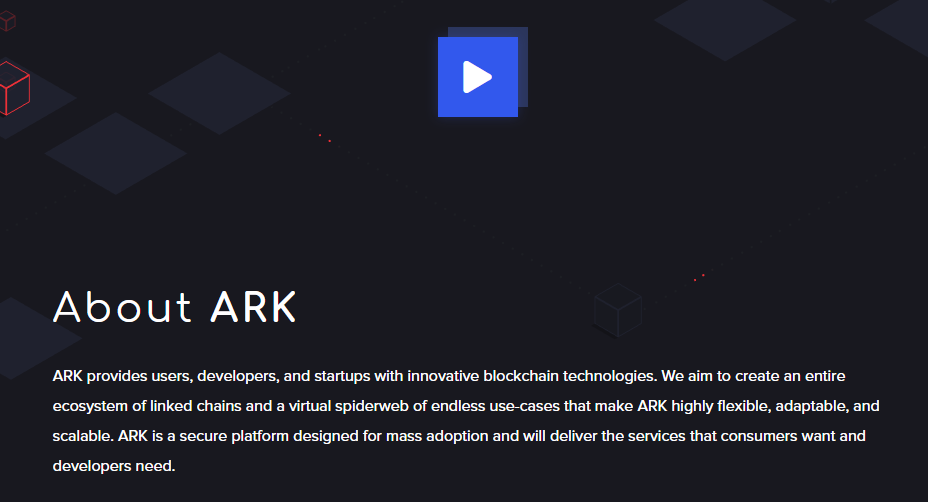 About ARK
ARK provides users, developers, and startups with innovative blockchain technologies. We aim to create an entire
ecosystem of linked chains and a virtual spiderweb of endless use-cases that make ARK highly flexible, adaptable, and
scalable. ARK is a secure platform designed for mass adoption and will deliver the services that consumers want and
developers need.